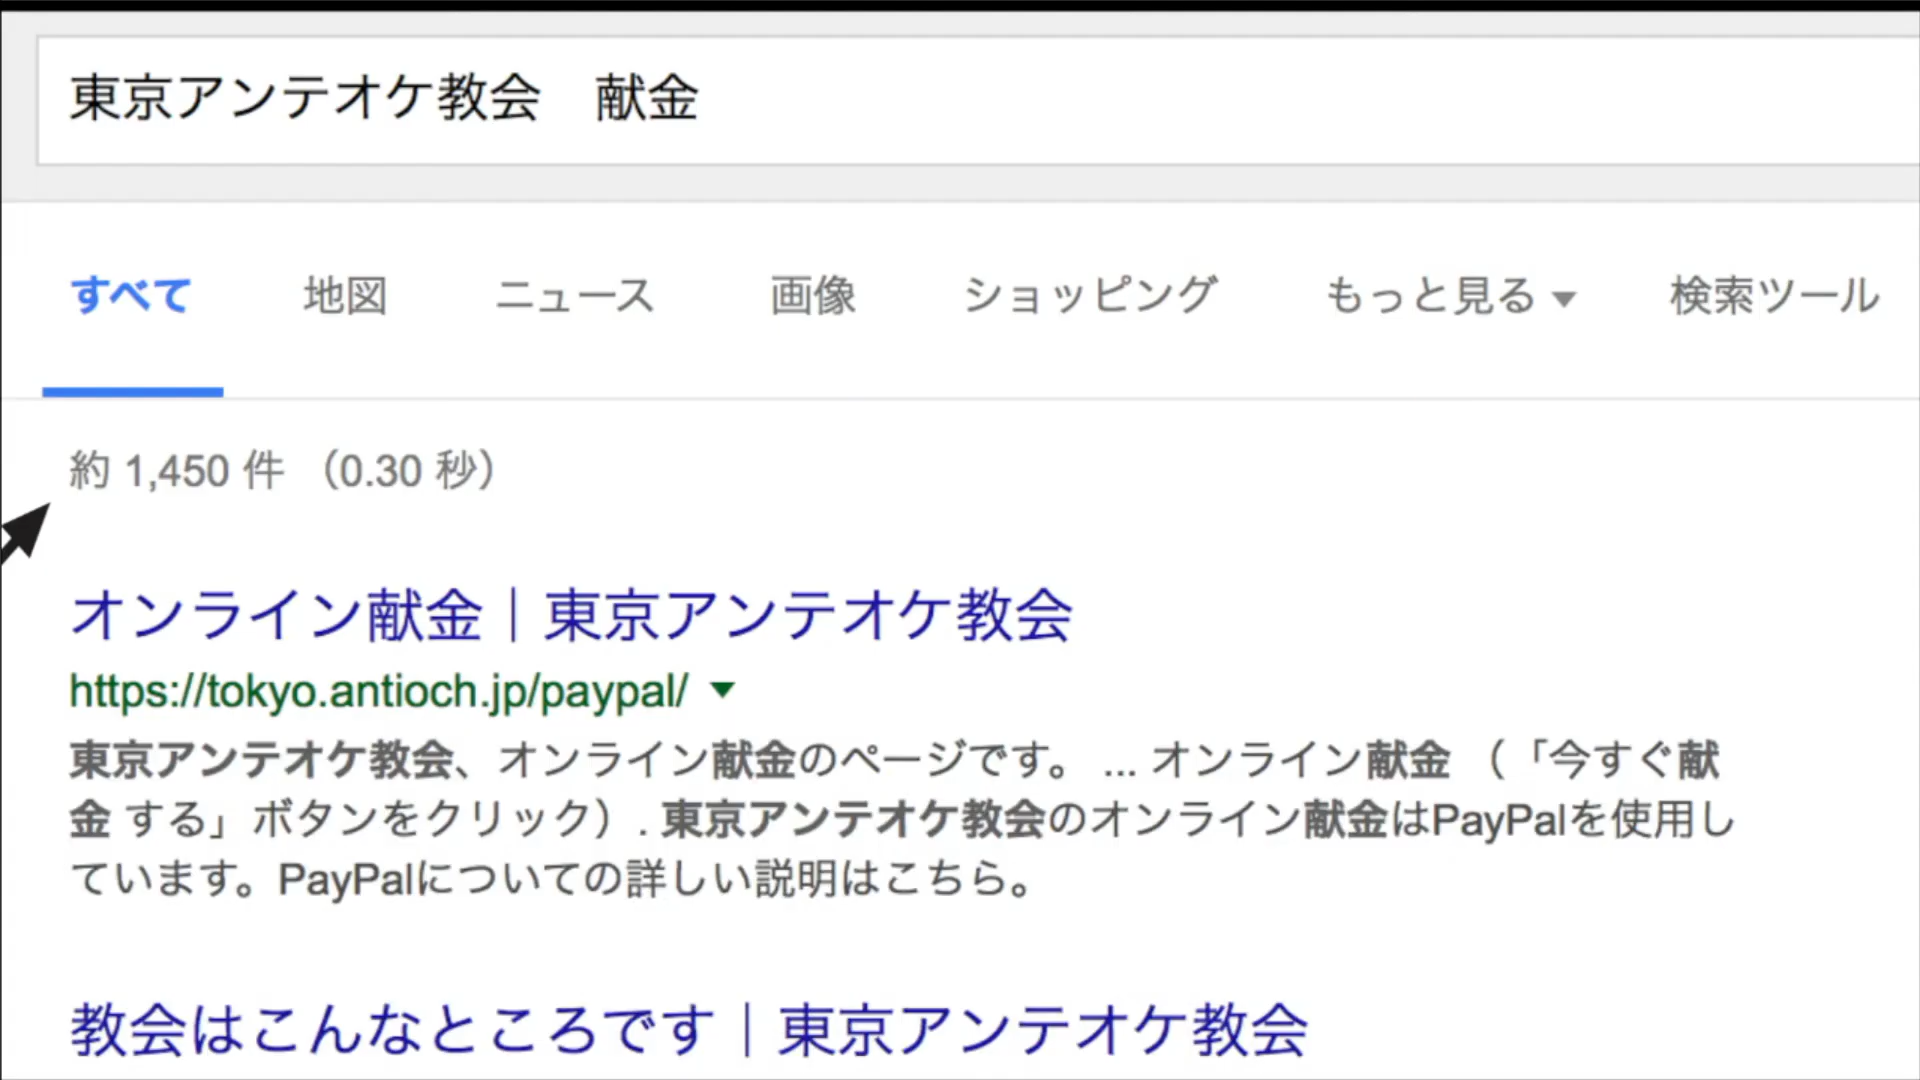 東京アンテオケ教会　献金
すべて 地図 ニュース 画像 ショッピング もっと見る 検索ツール
約 1,450 件 （0.30 秒）
オンライン献金｜東京アンテオケ教会
https://tokyo.antioch.jp/paypal/
東京アンテオケ教会、オンライン献金のページです。 ... オンライン献金 （「今すぐ献
金 する」ボタンをクリック）. 東京アンテオケ教会のオンライン献金はPayPalを使用し
ています。PayPalについての詳しい説明はこちら。
教会はこんなところです｜東京アンテオケ教会